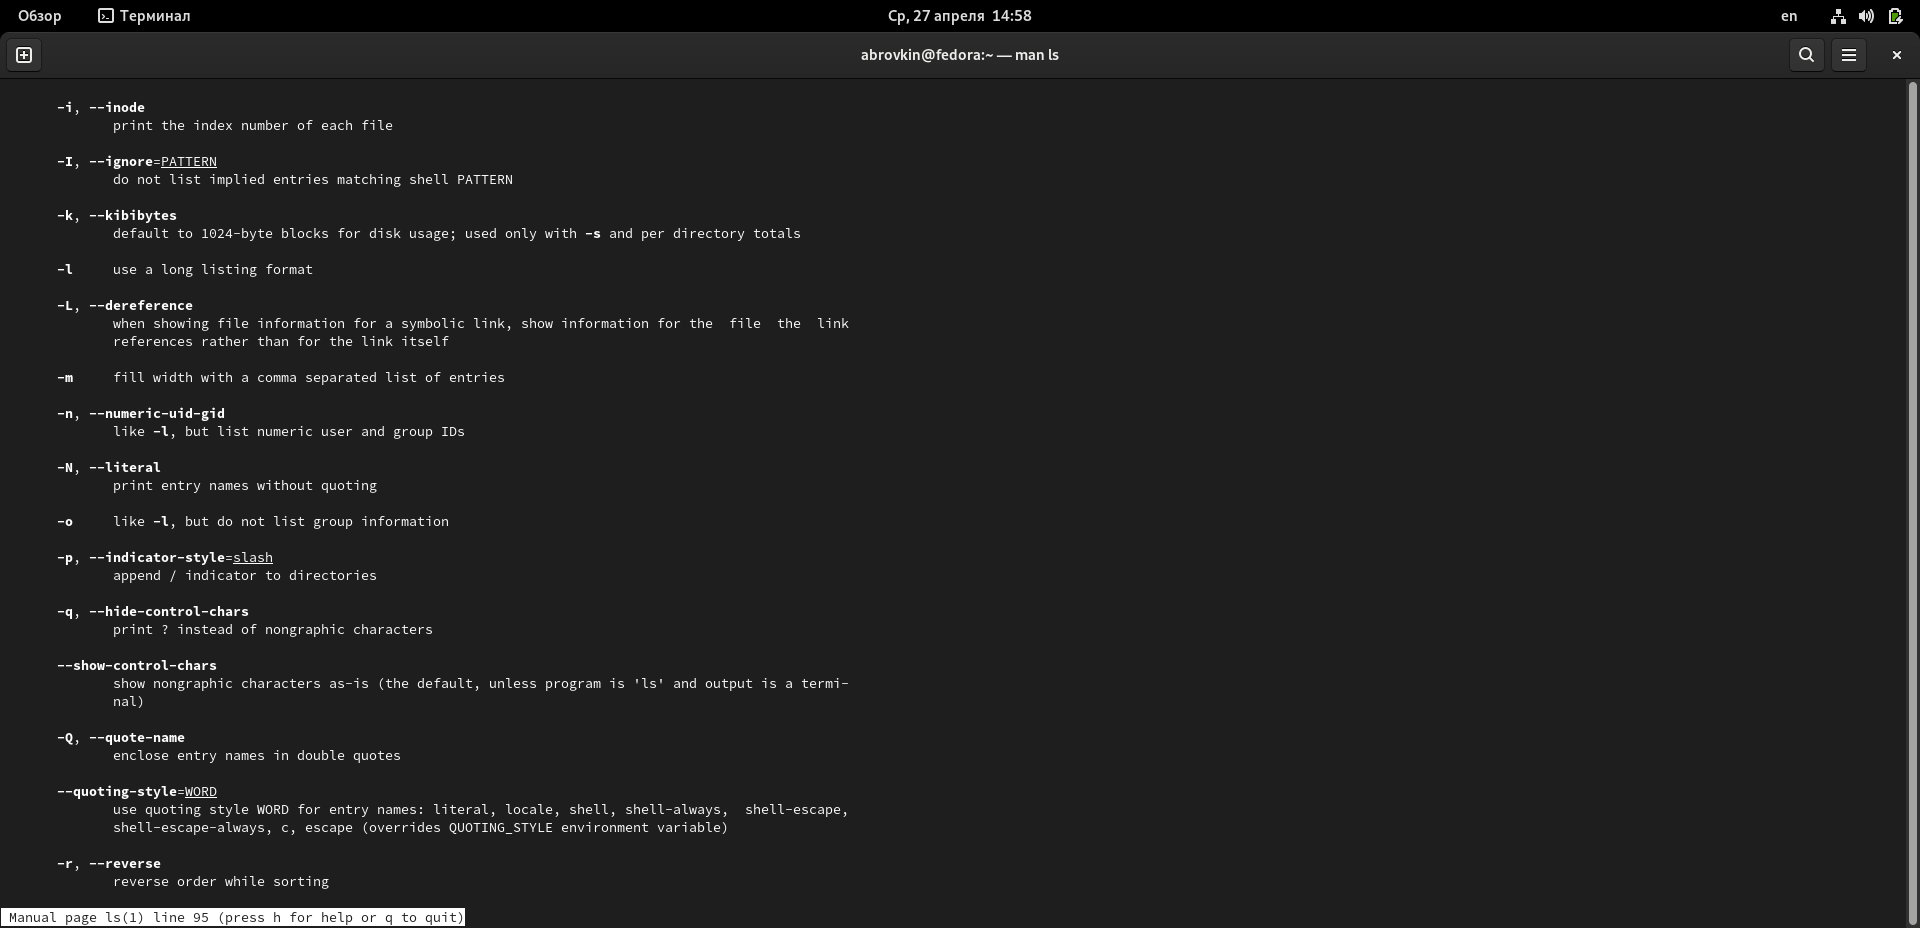 Обзор Терминал Ср, 27 апреля 14:58 en
abrovkin@fedora:~ — man ls
-i, --inode
print the index number of each file
-I, --ignore=PATTERN
do not list implied entries matching shell PATTERN
-k, --kibibytes
default to 1024-byte blocks for disk usage; used only with -s and per directory totals
-l use a long listing format
-L, --dereference
when showing file information for a symbolic link, show information for the file the link
references rather than for the link itself
-m fill width with a comma separated list of entries
-n, --numeric-uid-gid
like -l, but list numeric user and group IDs
-N, --literal
print entry names without quoting
-o like -l, but do not list group information
-p, --indicator-style=slash
append / indicator to directories
-q, --hide-control-chars
print ? instead of nongraphic characters
--show-control-chars
show nongraphic characters as-is (the default, unless program is 'ls' and output is a termi-
nal)
-Q, --quote-name
enclose entry names in double quotes
--quoting-style=WORD
use quoting style WORD for entry names: literal, locale, shell, shell-always, shell-escape,
shell-escape-always, c, escape (overrides QUOTING_STYLE environment variable)
-r, --reverse
reverse order while sorting
Manual page ls(1) line 95 (press h for help or q to quit)